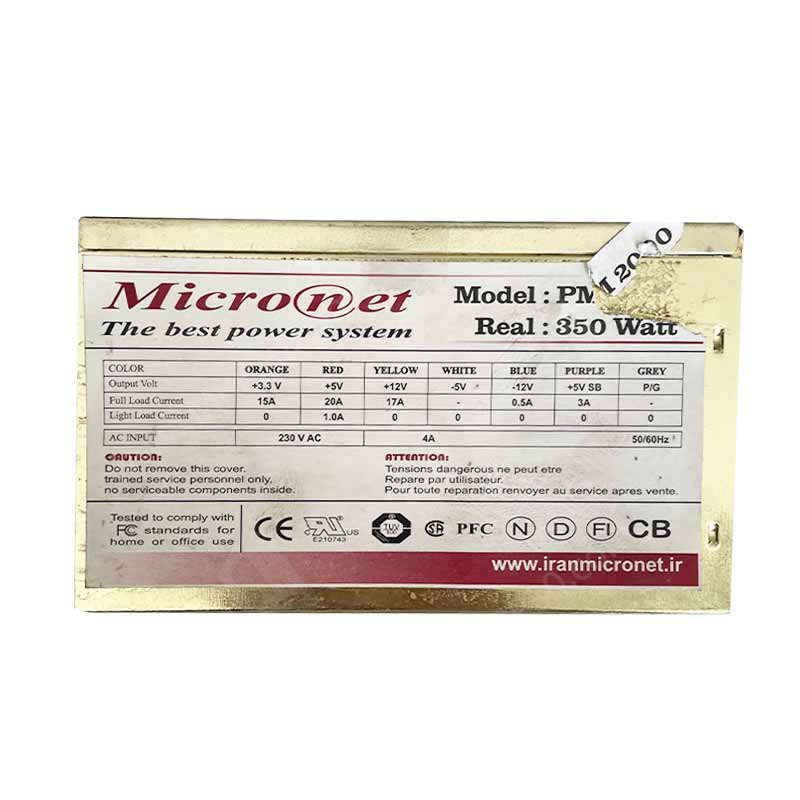 Micronet
The best power system
Model : PM
I 2000
Real : 350 Watt
COLOR ORANGE RED YELLOW WHITE BLUE PURPLE GREY
Output Volt +3.3 V +5V +12V -5V -12V +5V SB P/G
Full Load Current 15A 20A 17A - 0.5A 3A
Light Load Current 0 1.0A 0 0 0 0 0
AC INPUT 230 V AC 4A 50/60Hz
CAUTION:
Do not remove this cover.
trained service personnel only,
no serviceable components inside.
ATTENTION:
Tensions dangerous ne peut etre
Repare par utilisateur.
Pour toute reparation renvoyer au service apres vente.
Tested to comply with
FC standards for
home or office use
CE UL US E210743 TUV SA PFC N D FI CB
www.iranmicronet.ir